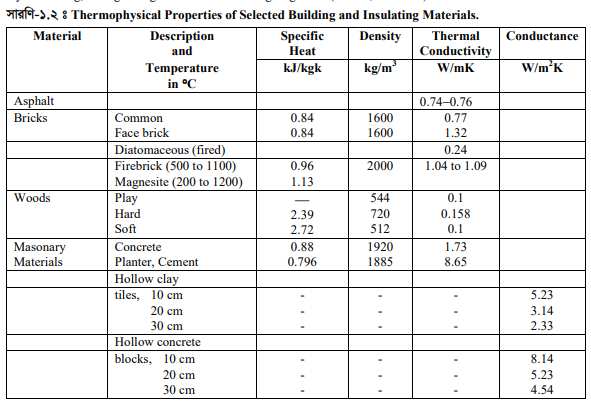 সারণি-১.২ ঃ Thermophysical Properties of Selected Building and Insulating Materials.
Material Description and Temperature in °C Specific Heat kJ/kgk Density kg/m³ Thermal Conductivity W/mK Conductance W/m²K
Asphalt 0.74–0.76
Bricks Common 0.84 1600 0.77
Face brick 0.84 1600 1.32
Diatomaceous (fired) 0.24
Firebrick (500 to 1100) 0.96 2000 1.04 to 1.09
Magnesite (200 to 1200) 1.13
Woods Play — 544 0.1
Hard 2.39 720 0.158
Soft 2.72 512 0.1
Masonary Concrete 0.88 1920 1.73
Materials Planter, Cement 0.796 1885 8.65
Hollow clay
tiles, 10 cm - - - 5.23
20 cm - - - 3.14
30 cm - - - 2.33
Hollow concrete
blocks, 10 cm - - - 8.14
20 cm - - - 5.23
30 cm - - - 4.54